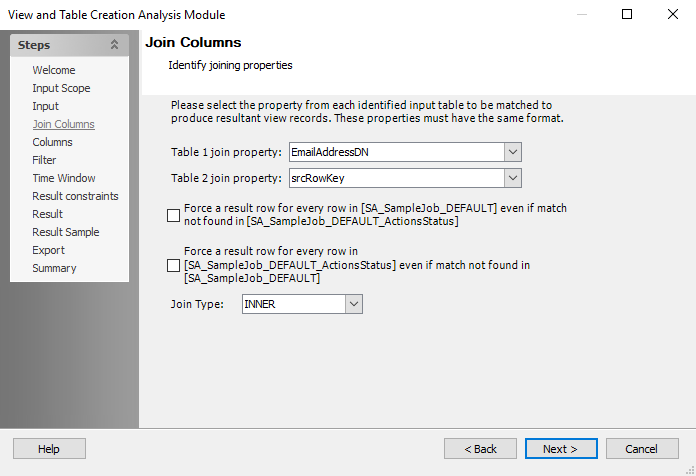 View and Table Creation Analysis Module
Steps
Welcome
Input Scope
Input
Join Columns
Columns
Filter
Time Window
Result constraints
Result
Result Sample
Export
Summary
Join Columns
Identify joining properties
Please select the property from each identified input table to be matched to
produce resultant view records. These properties must have the same format.
Table 1 join property: EmailAddressDN
Table 2 join property: srcRowKey
Force a result row for every row in [SA_SampleJob_DEFAULT] even if match
not found in [SA_SampleJob_DEFAULT_ActionsStatus]
Force a result row for every row in
[SA_SampleJob_DEFAULT_ActionsStatus] even if match not found in
[SA_SampleJob_DEFAULT]
Join Type: INNER
Help
< Back
Next >
Cancel